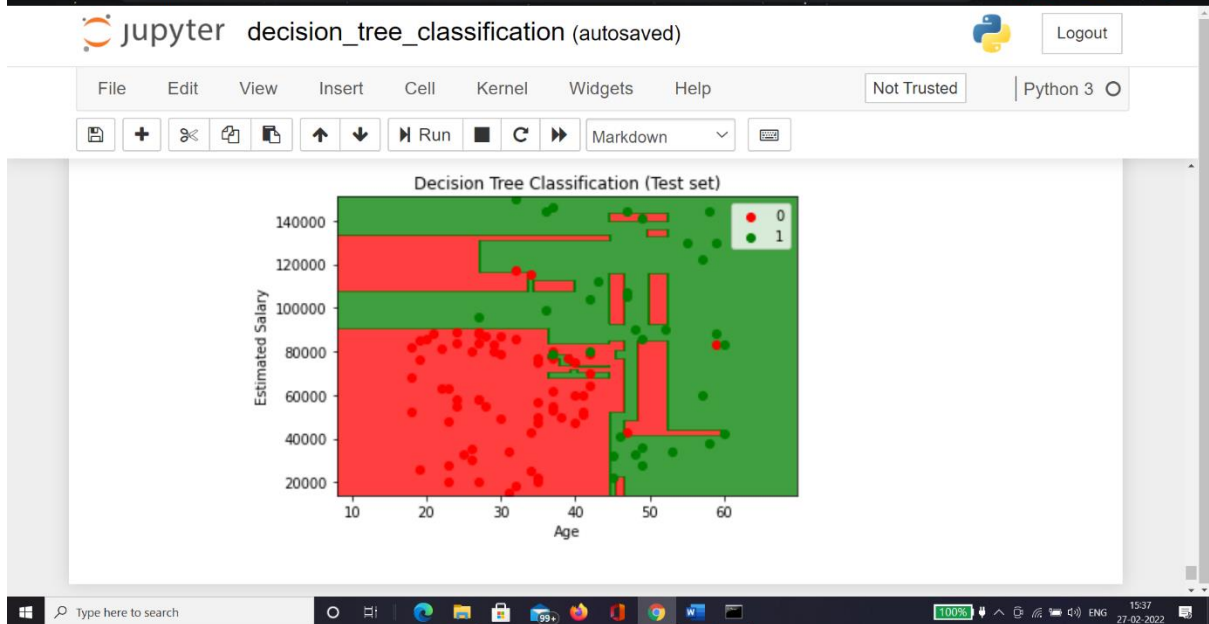 jupyter decision_tree_classification (autosaved)
Logout
File Edit View Insert Cell Kernel Widgets Help
Not Trusted
Python 3
Run
Markdown
Decision Tree Classification (Test set)
0
1
140000
120000
100000
80000
60000
40000
20000
Estimated Salary
10 20 30 40 50 60
Age
Type here to search
99+
100%
ENG
15:37
27-02-2022